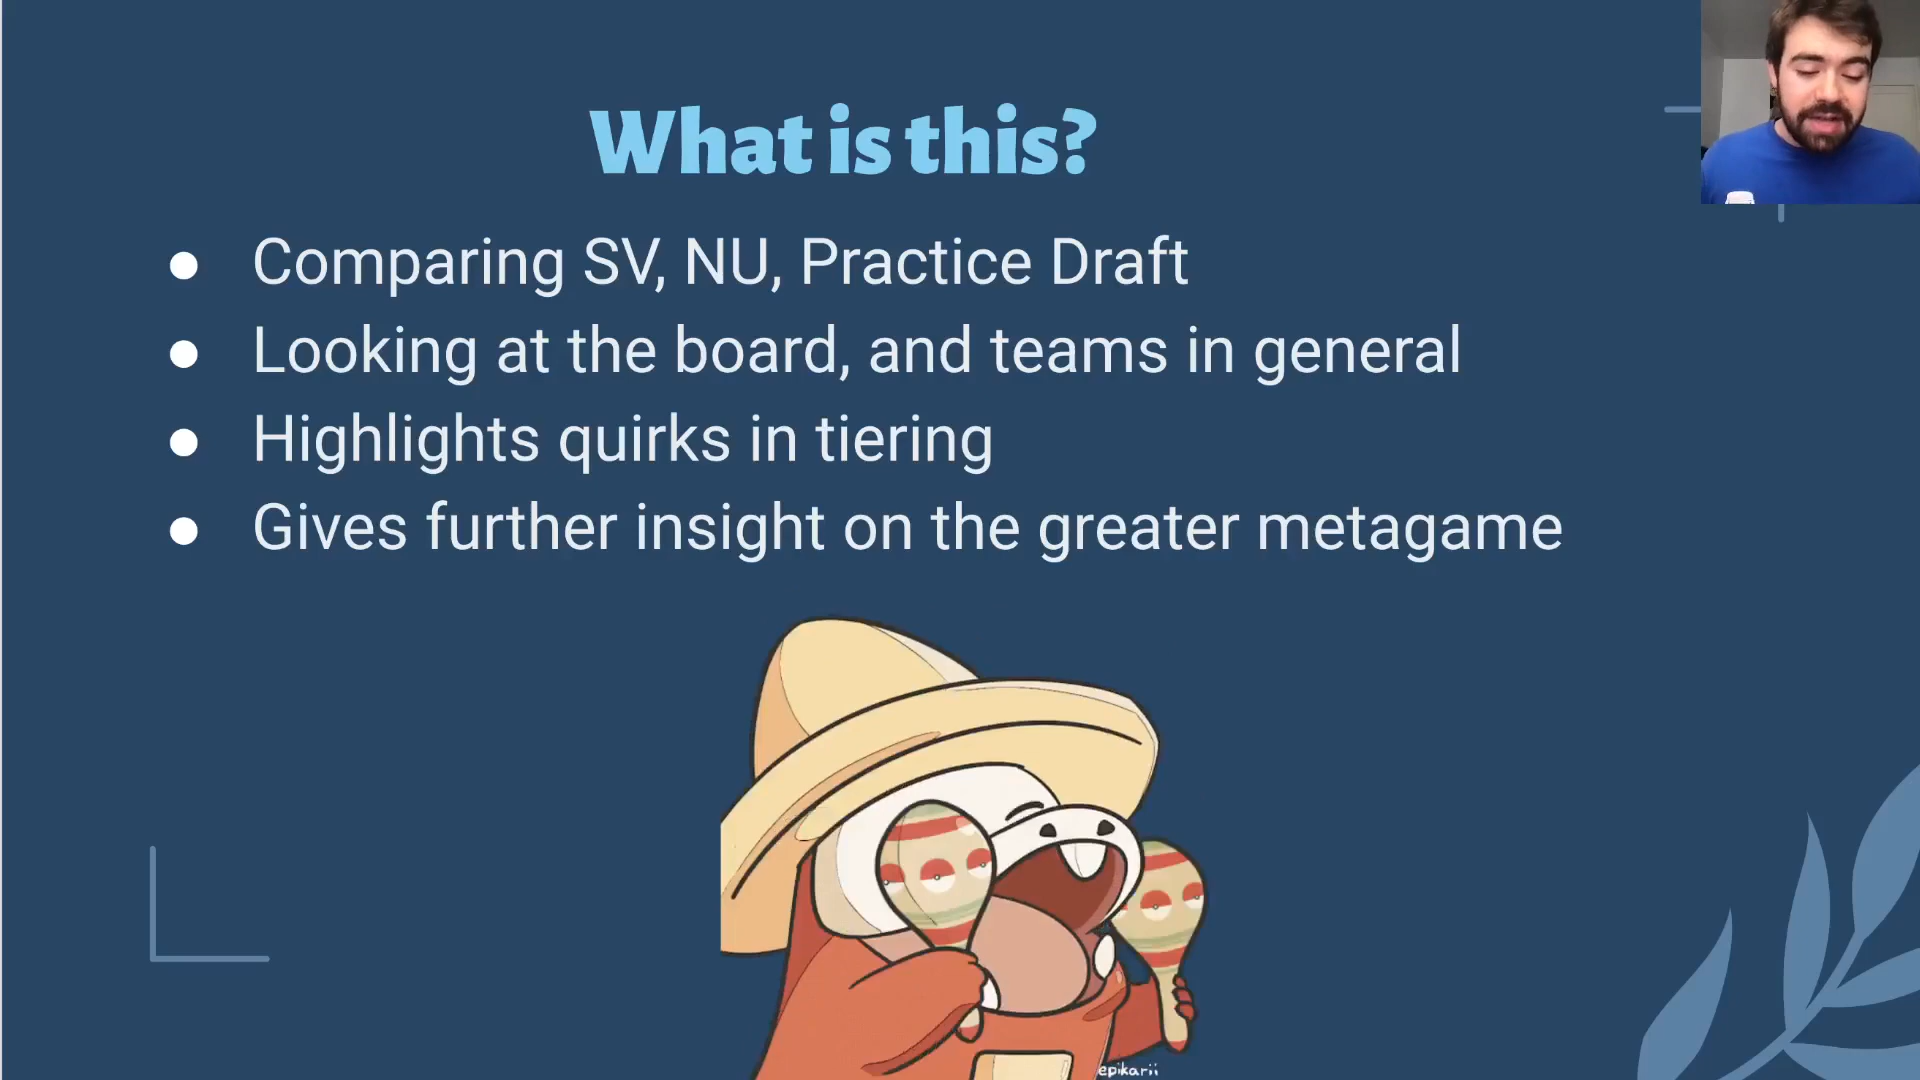 What is this?
● Comparing SV, NU, Practice Draft
● Looking at the board, and teams in general
● Highlights quirks in tiering
● Gives further insight on the greater metagame
epikarii